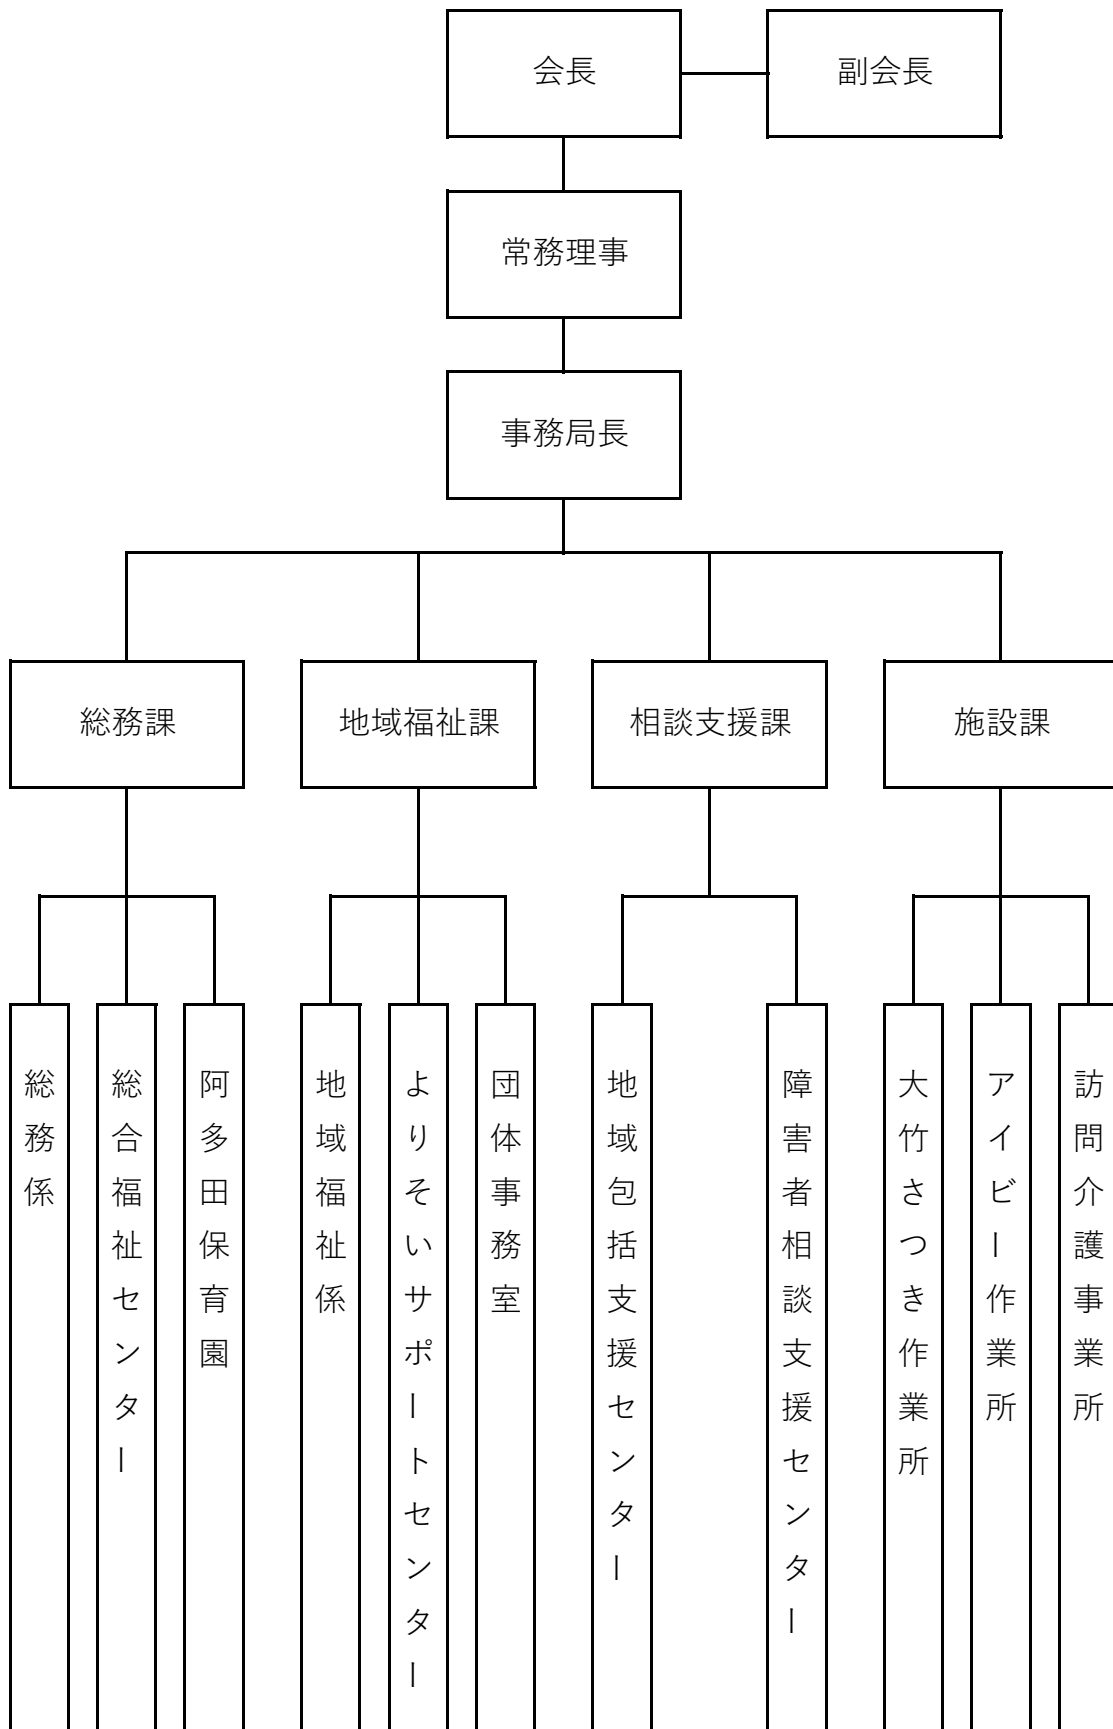 会長
副会長
常務理事
事務局長
総務課
地域福祉課
相談支援課
施設課
総務係
総合福祉センター
阿多田保育園
地域福祉係
よりそいサポートセンター
団体事務室
地域包括支援センター
障害者相談支援センター
大竹さつき作業所
アイビー作業所
訪問介護事業所